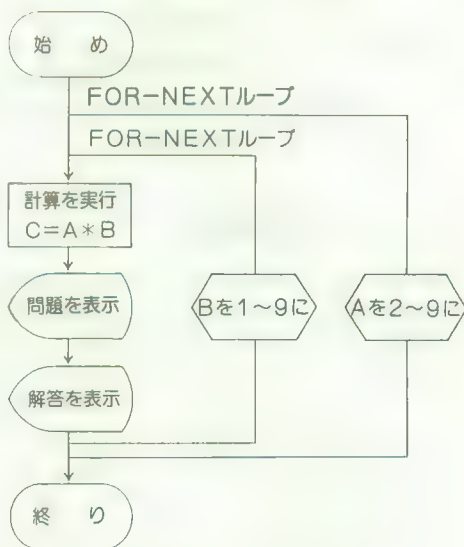 始　め
FOR-NEXTループ
FOR-NEXTループ
計算を実行
C=A*B
問題を表示
Bを1~9に
Aを2~9に
解答を表示
終　り